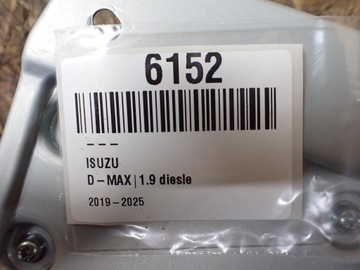 6152
– – –
ISUZU
D-MAX|1.9 diesle
2019-2025